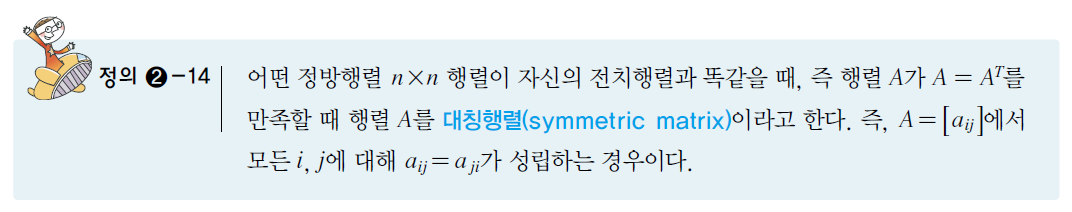 정의 ❷-14
어떤 정방행렬 n×n 행렬이 자신의 전치행렬과 똑같을 때, 즉 행렬 A가 A = Aᵀ를
만족할 때 행렬 A를 대칭행렬(symmetric matrix)이라고 한다. 즉, A = [aᵢⱼ]에서
모든 i, j에 대해 aᵢⱼ = aⱼᵢ가 성립하는 경우이다.